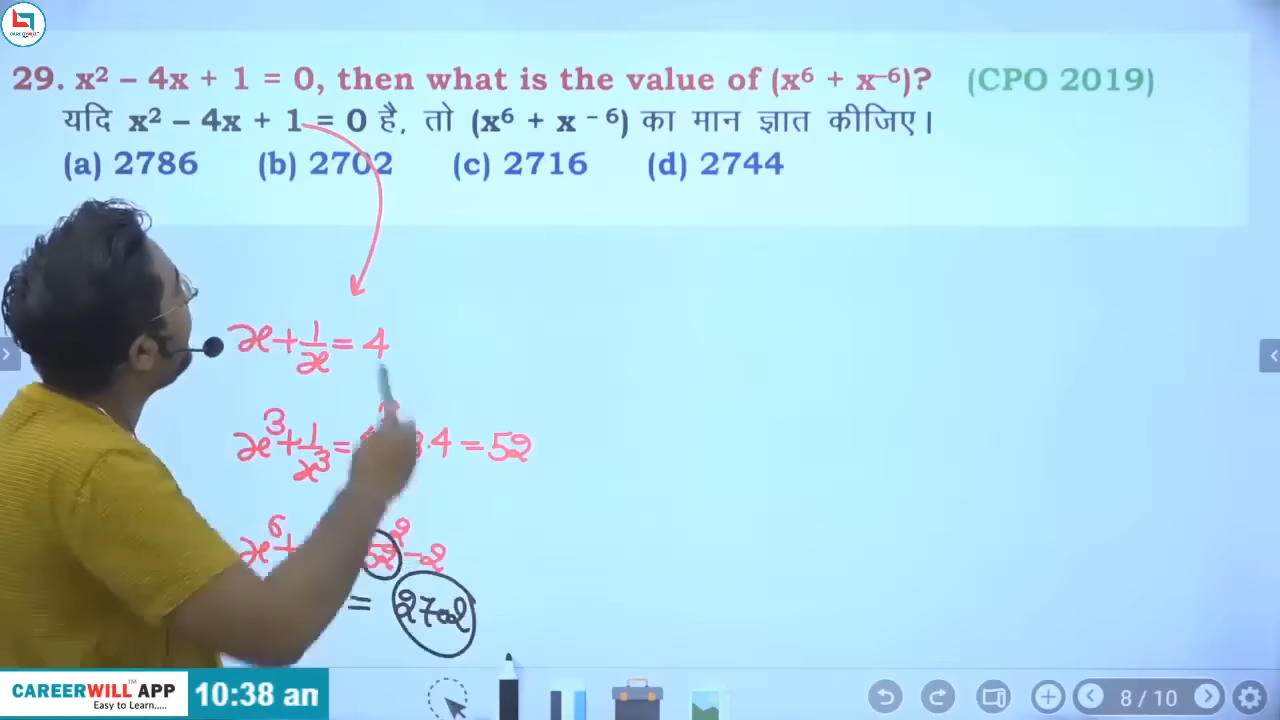 CAREERWILL
29. x² – 4x + 1 = 0, then what is the value of (x⁶ + x⁻⁶)? (CPO 2019)
यदि x² – 4x + 1 = 0 है, तो (x⁶ + x ⁻ ⁶) का मान ज्ञात कीजिए।
(a) 2786 (b) 2702 (c) 2716 (d) 2744
x + 1/x = 4
x³ + 1/x³ = 3.4 = 52
x⁶ + 52² – 2
= 2702
CAREERWILL™ APP
Easy to Learn.....
10:38 am
8 / 10